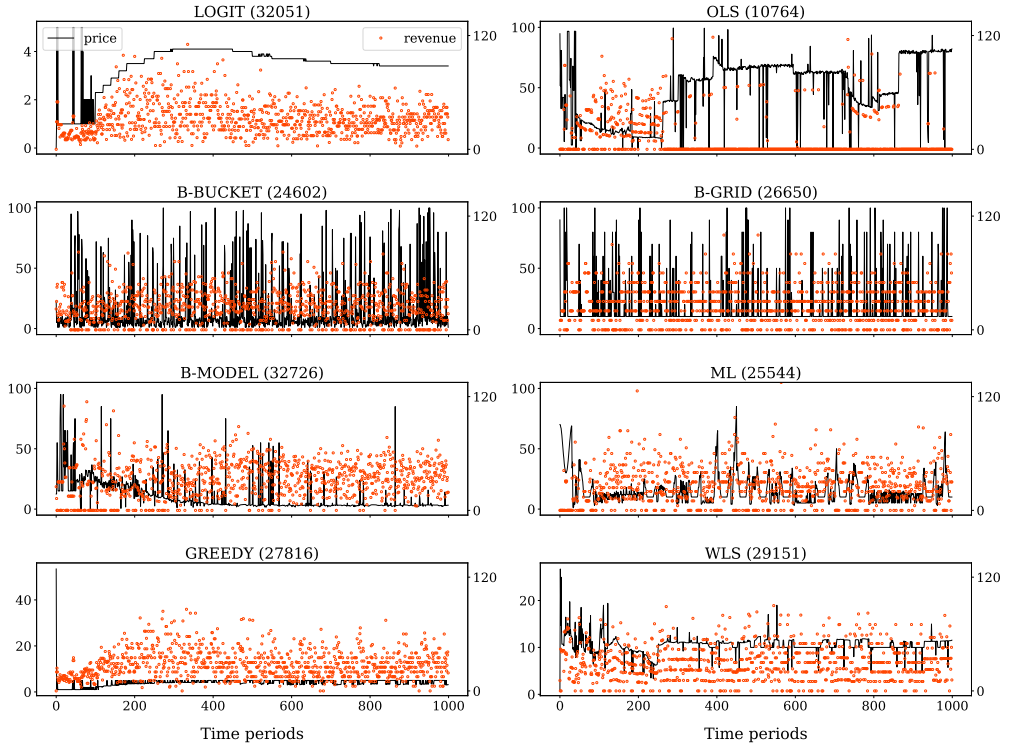 LOGIT (32051)
4
2
0
120
0
price
revenue
OLS (10764)
100
50
0
120
0
B-BUCKET (24602)
100
50
0
120
0
B-GRID (26650)
100
50
0
120
0
B-MODEL (32726)
100
50
0
120
0
ML (25544)
100
50
0
120
0
GREEDY (27816)
40
20
0
120
0
0 200 400 600 800 1000
Time periods
WLS (29151)
20
10
0
120
0
0 200 400 600 800 1000
Time periods